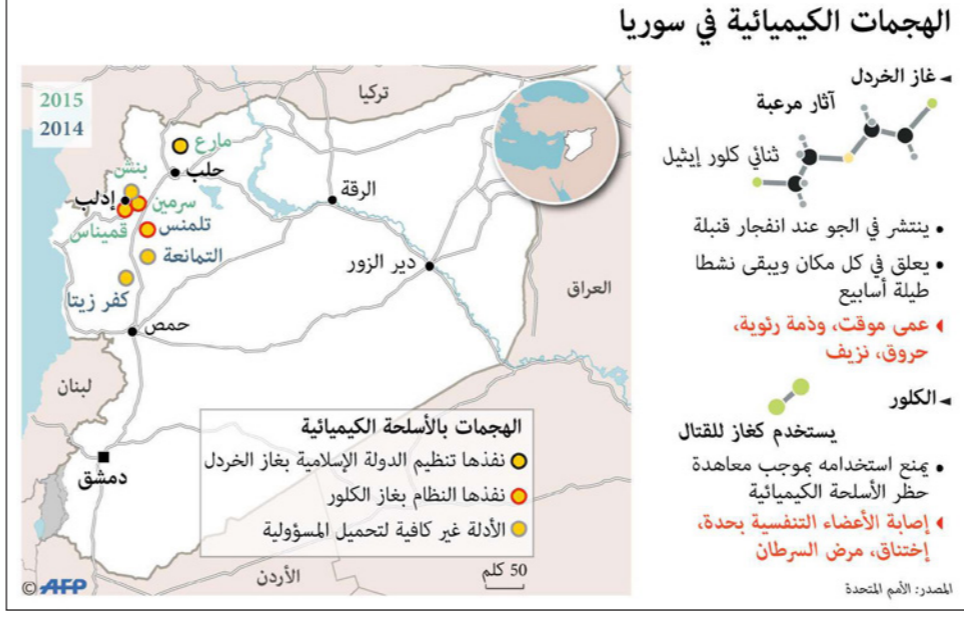 الهجمات الكيميائية في سوريا
غاز الخردل
آثار مرعبة
ثنائي كلور إيثيل
• ينتشر في الجو عند انفجار قنبلة
• يعلق في كل مكان ويبقى نشطا
طيلة أسابيع
عمى موقت، وذمة رئوية،
حروق، نزيف
الكلور
يستخدم كغاز للقتال
• يمنع استخدامه بموجب معاهدة
حظر الأسلحة الكيميائية
إصابة الأعضاء التنفسية بحدة،
إختناق، مرض السرطان
المصدر: الأمم المتحدة
2015
2014
تركيا
مارع
حلب
بنش
إدلب
سرمين
قميناس
تلمنس
التمانعة
كفر زيتا
حمص
الرقة
دير الزور
العراق
لبنان
دمشق
الأردن
الهجمات بالأسلحة الكيميائية
نفذها تنظيم الدولة الإسلامية بغاز الخردل
نفذها النظام بغاز الكلور
الأدلة غير كافية لتحميل المسؤولية
50 كلم
© AFP